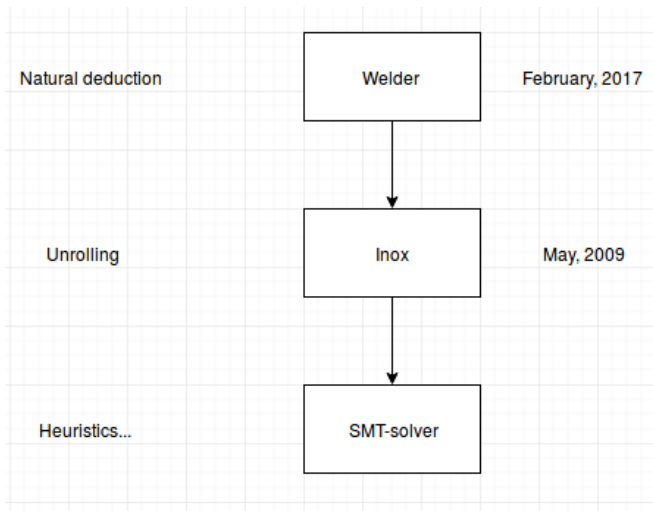 Natural deduction Welder February, 2017
Unrolling Inox May, 2009
Heuristics... SMT-solver